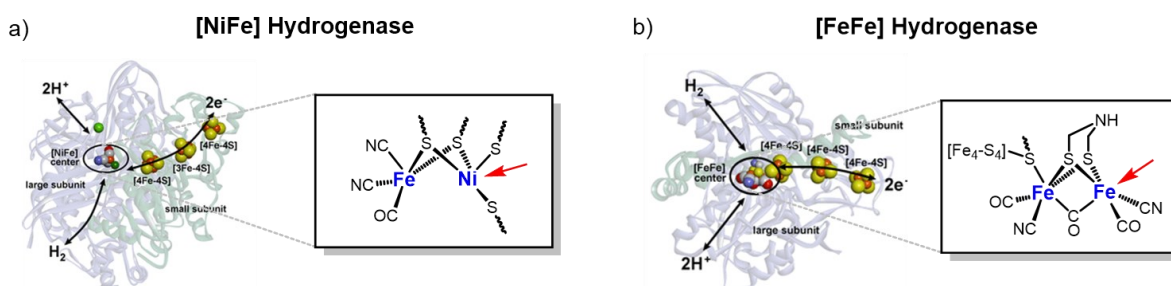 a)
[NiFe] Hydrogenase
2H⁺
2e⁻
[NiFe]
center
[4Fe-4S]
[3Fe-4S]
[4Fe-4S]
large subunit
small subunit
H₂
NC
NC
OC
Fe
S
S
Ni
S
S
b)
[FeFe] Hydrogenase
H₂
small subunit
[4Fe-4S]
[4Fe-4S]
[4Fe-4S]
[FeFe]
center
2e⁻
large subunit
2H⁺
NH
[Fe₄-S₄]
S
S
S
Fe
Fe
OC
NC
C
O
CO
CN